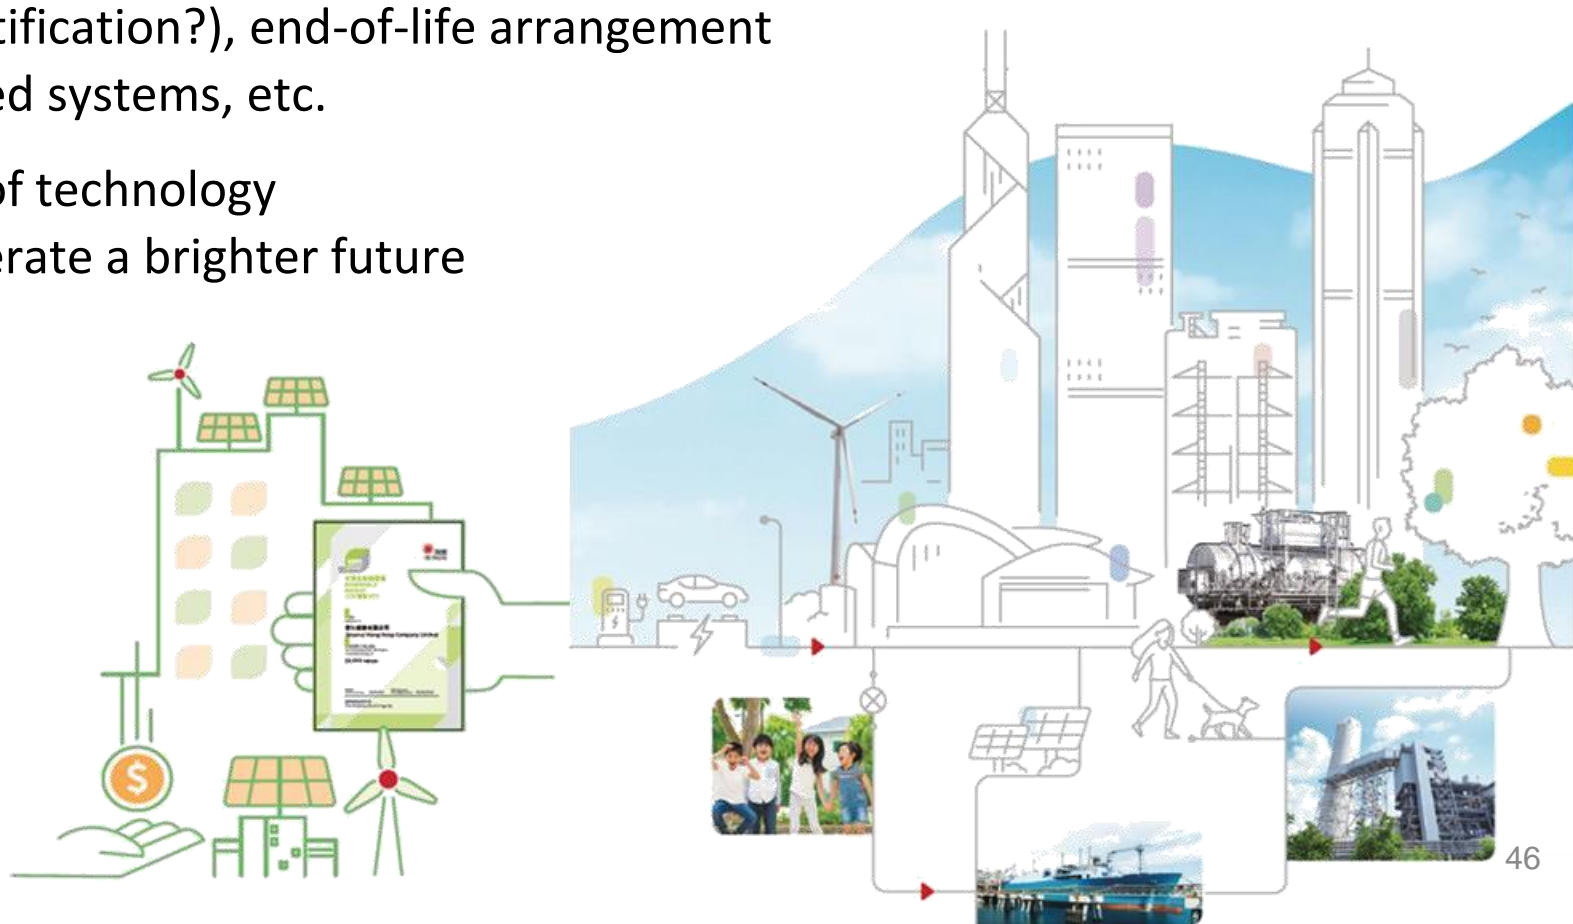 tification?), end-of-life arrangement
ed systems, etc.
of technology
erate a brighter future
$
46